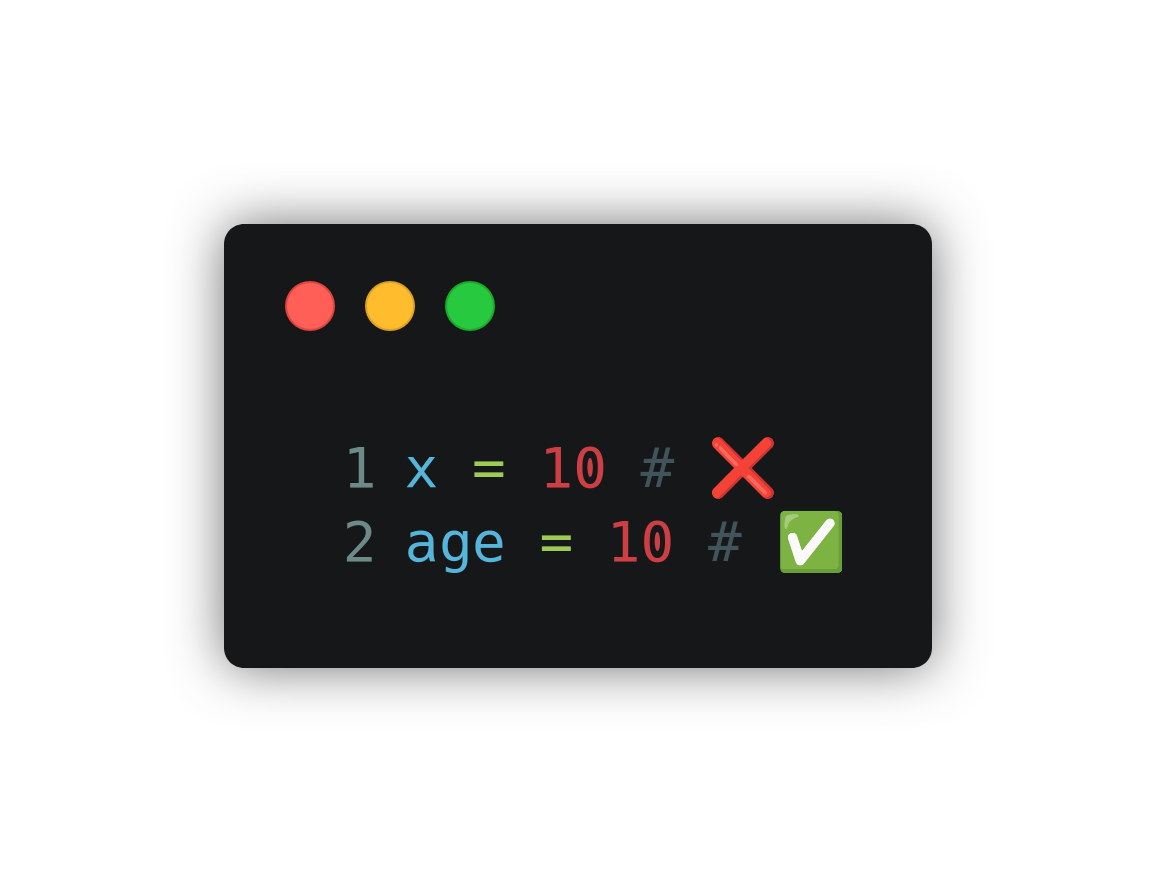 1 x = 10 # ❌
2 age = 10 # ✅